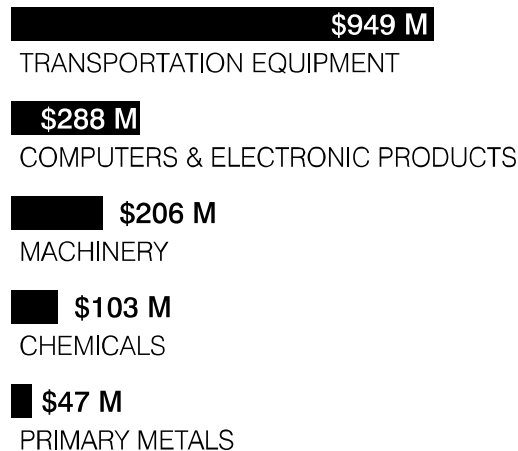 $949 M
TRANSPORTATION EQUIPMENT
$288 M
COMPUTERS & ELECTRONIC PRODUCTS
$206 M
MACHINERY
$103 M
CHEMICALS
$47 M
PRIMARY METALS